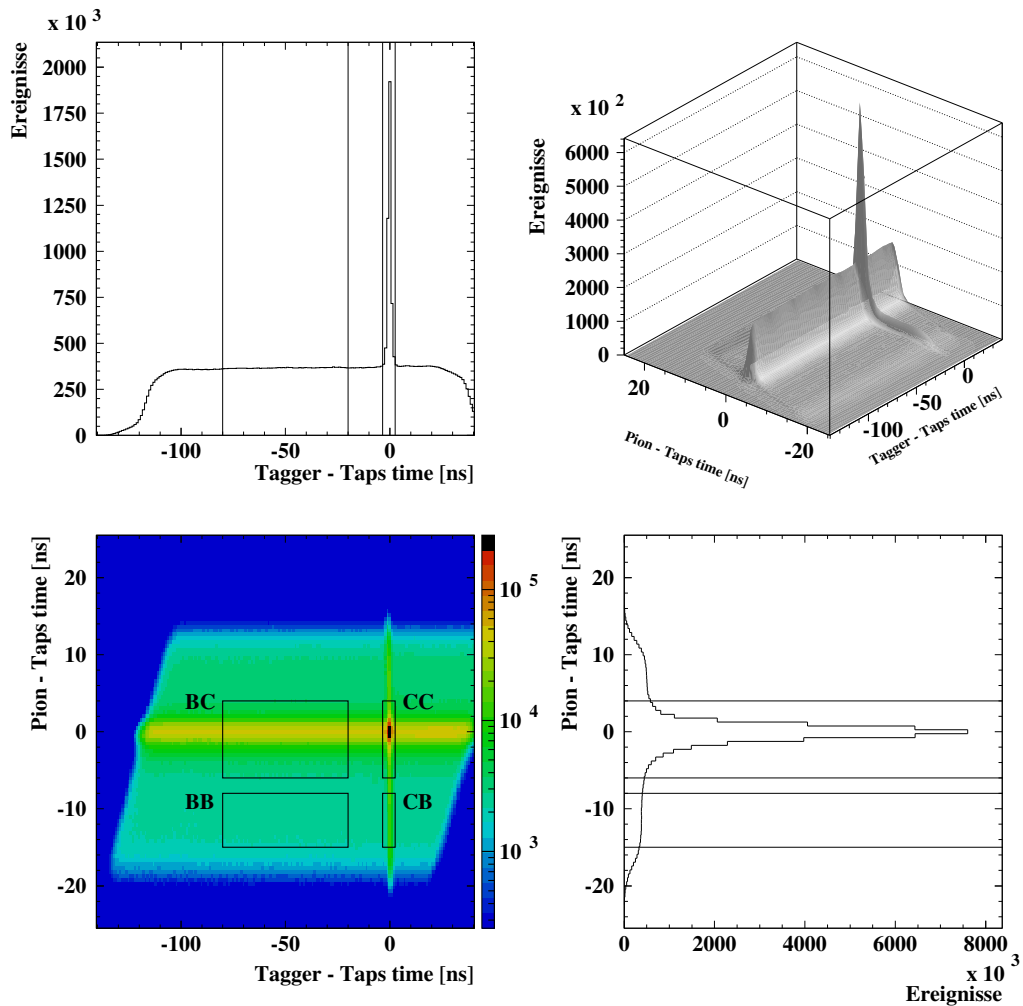 x 10 3
Ereignisse
2000
1750
1500
1250
1000
750
500
250
0
-100
-50
0
Tagger - Taps time [ns]
x 10 2
Ereignisse
6000
5000
4000
3000
2000
1000
0
20
0
-20
Pion - Taps time [ns]
-100
-50
0
Tagger - Taps time [ns]
Pion - Taps time [ns]
20
10
0
-10
-20
BC
CC
BB
CB
-100
-50
0
Tagger - Taps time [ns]
10 5
10 4
10 3
Pion - Taps time [ns]
20
10
0
-10
-20
0
2000
4000
6000
8000
x 10 3
Ereignisse